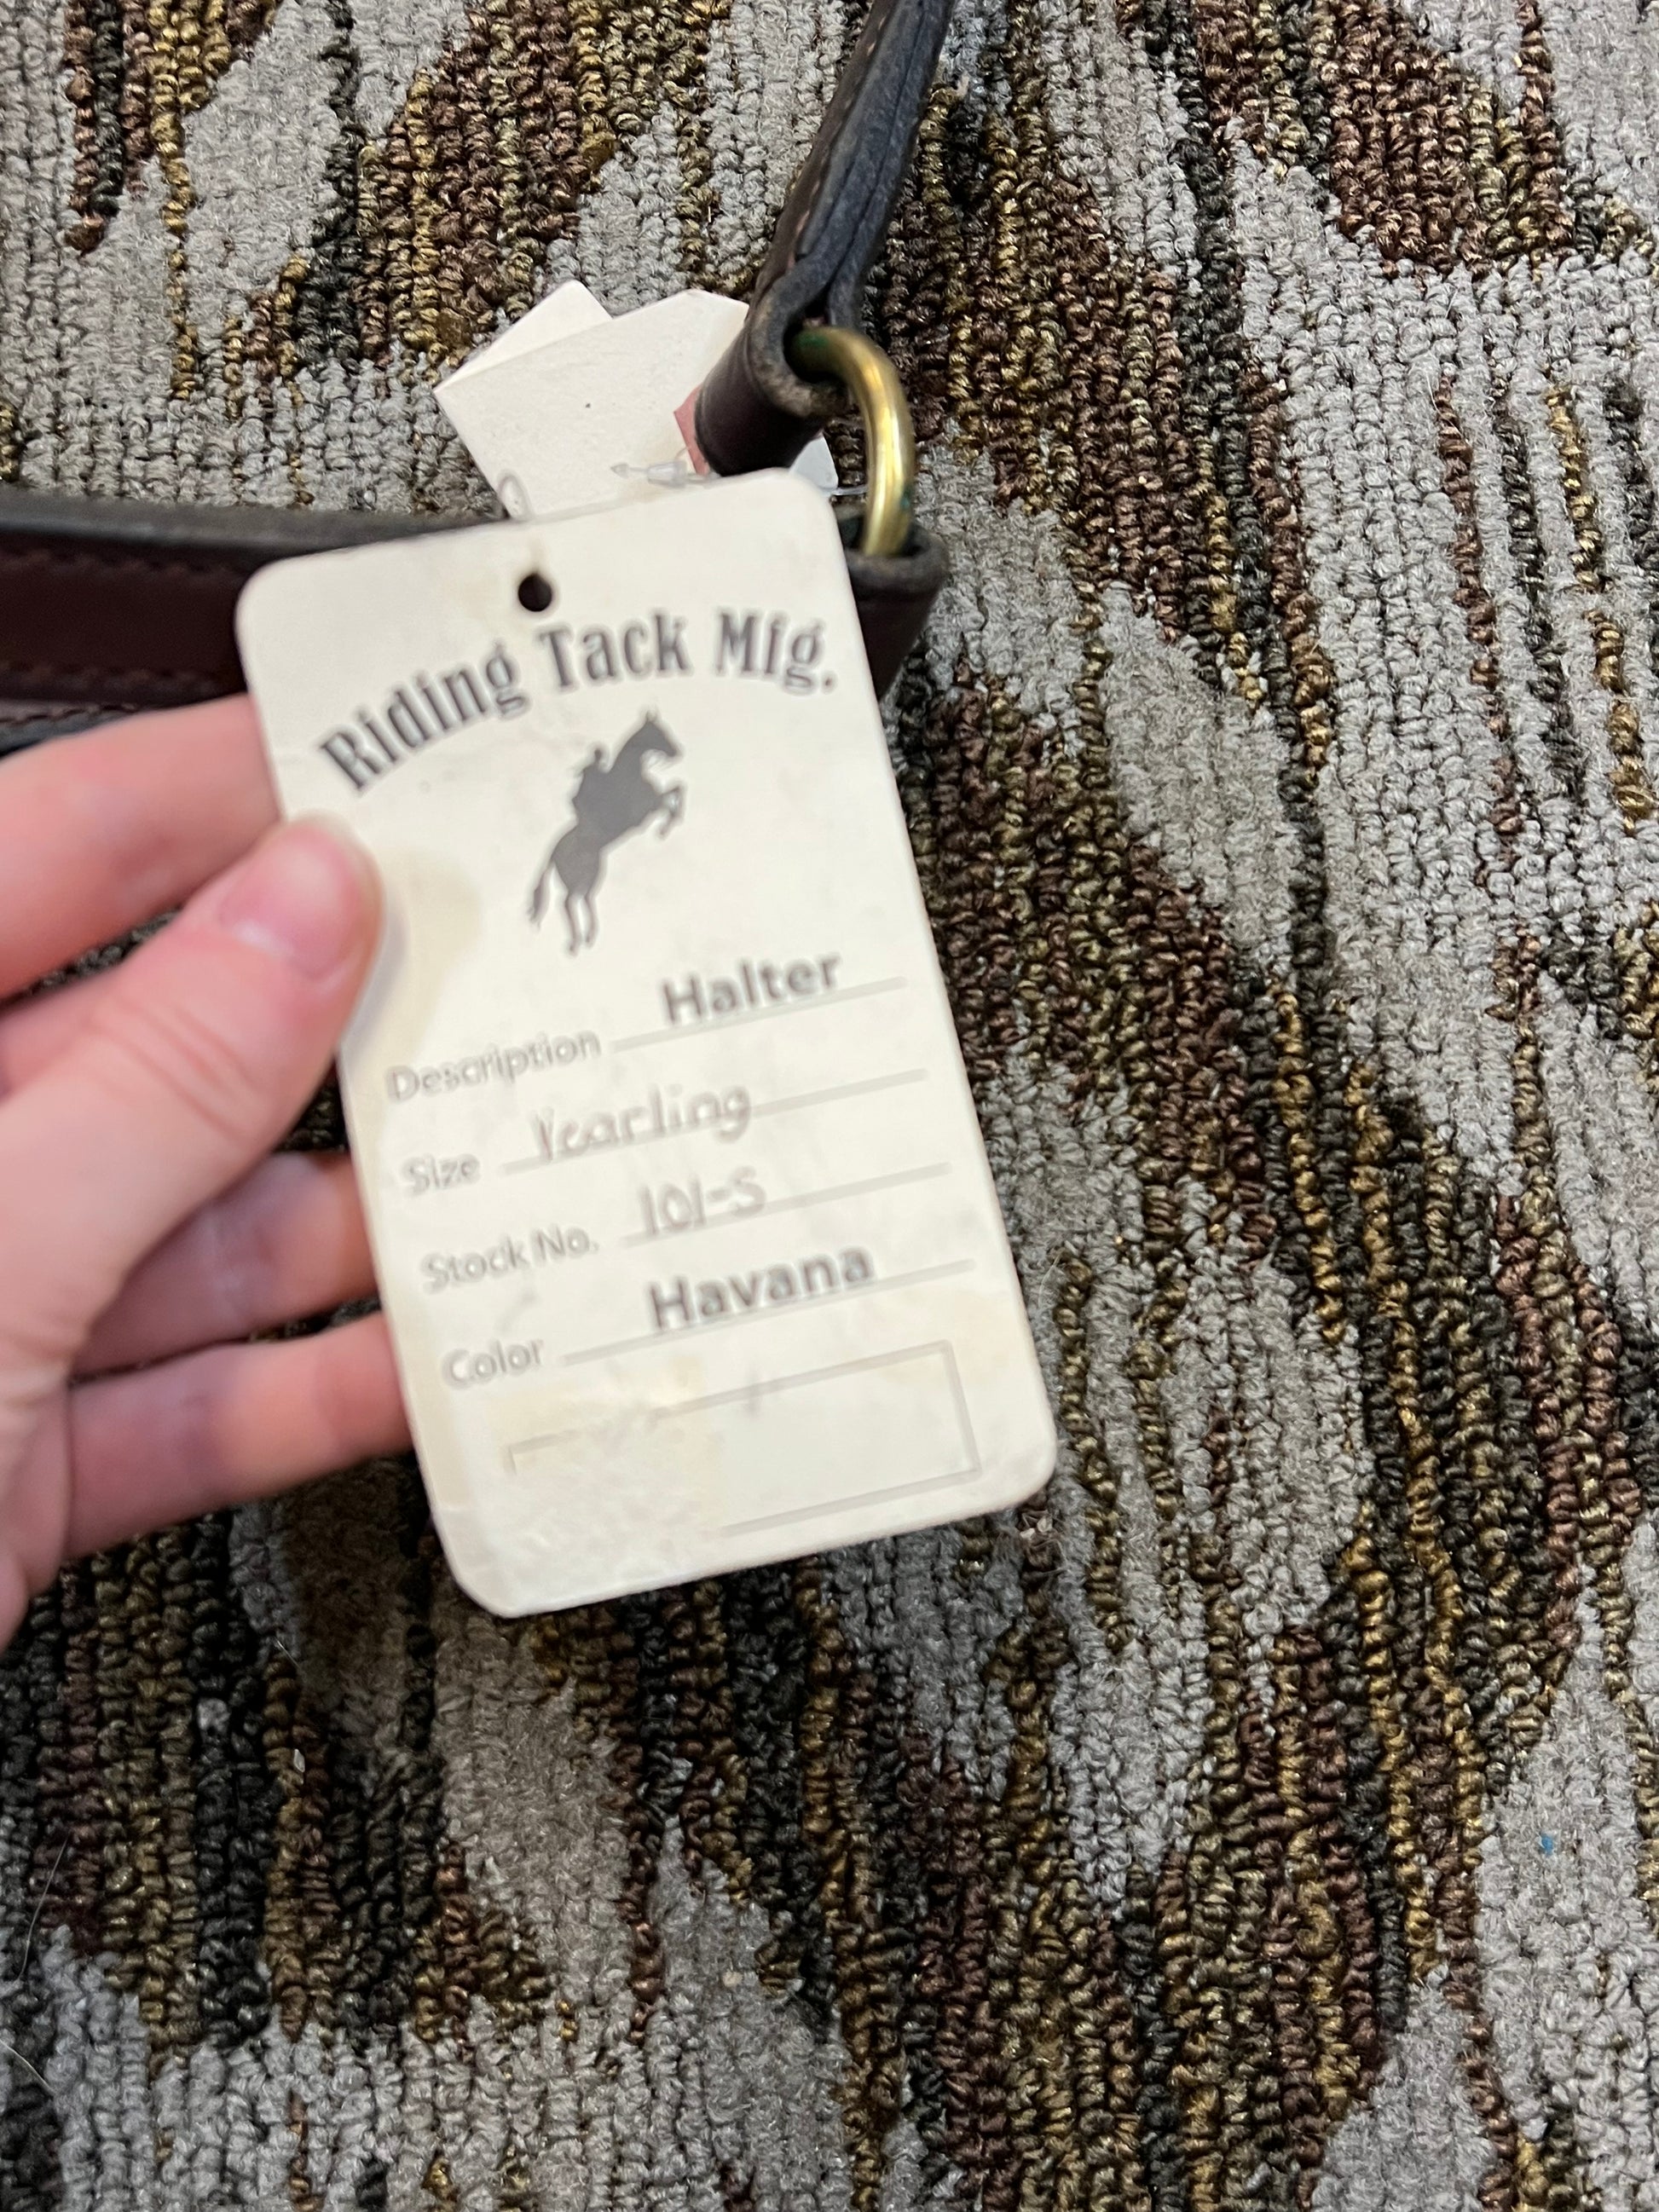 Riding Tack Mfg.
Description Halter
Size Yearling
Stock No. 101-S
Color Havana